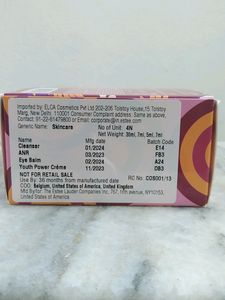 Imported by: ELCA Cosmetics Pvt Ltd 202-206 Tolstoy House,15 Tolstoy
Marg, New Delhi. 110001 Consumer Complaint address: Same as above,
Contact: 91-22-61479800 or Email: corporate@in.estee.com
Generic Name: Skincare No of Unit: 4N
Net Weight: 30ml, 7ml, 5ml, 7ml
Name Mfg date Batch Code
Cleanser 01/2024 E14
ANR 03/2023 FB3
Eye Balm 02/2024 A24
Youth Power Crème 11/2023 DB3
NOT FOR RETAIL SALE RC No COS001/13
Best Use: 36 months from manufactured date
COO: Belgium, United States of America, United Kingdom
Mfd By/for: The Estee Lauder Companies Inc, 767, fifth avenue, NY10153,
United States of America